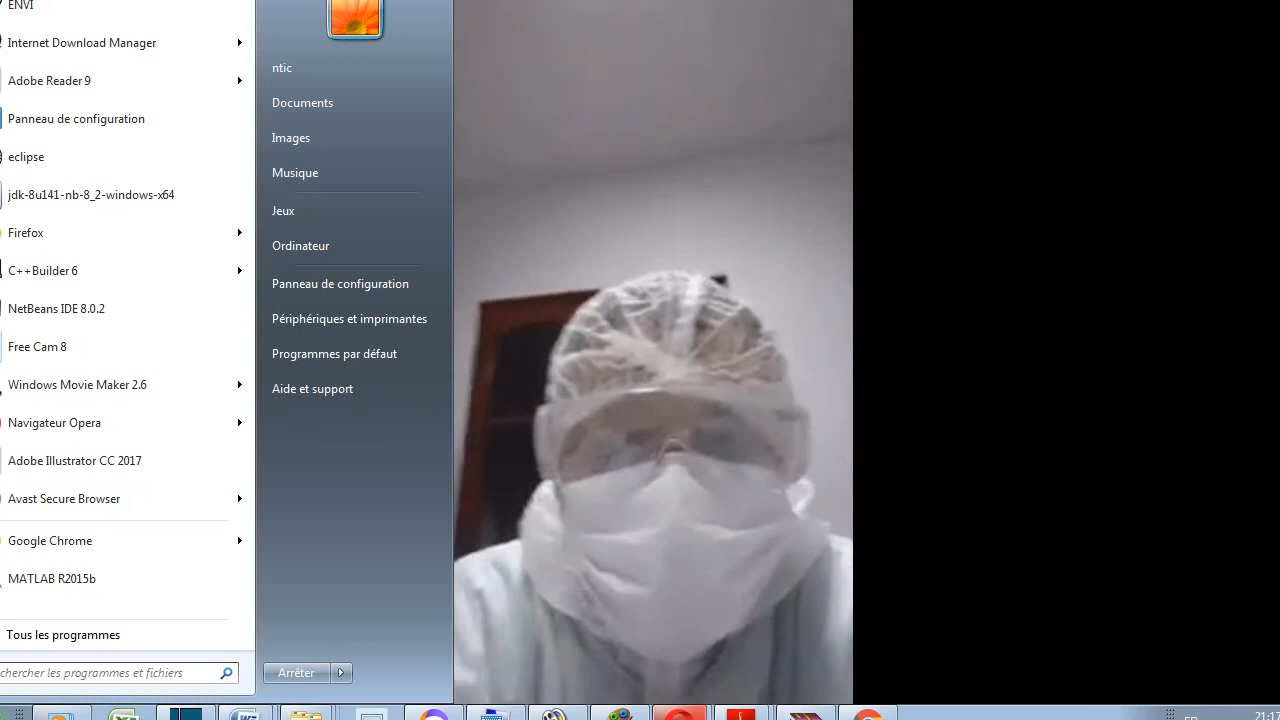 ENVI
Internet Download Manager
Adobe Reader 9
Panneau de configuration
eclipse
jdk-8u141-nb-8_2-windows-x64
Firefox
C++Builder 6
NetBeans IDE 8.0.2
Free Cam 8
Windows Movie Maker 2.6
Navigateur Opera
Adobe Illustrator CC 2017
Avast Secure Browser
Google Chrome
MATLAB R2015b
Tous les programmes
chercher les programmes et fichiers
ntic
Documents
Images
Musique
Jeux
Ordinateur
Panneau de configuration
Périphériques et imprimantes
Programmes par défaut
Aide et support
Arrêter
FR
21:17